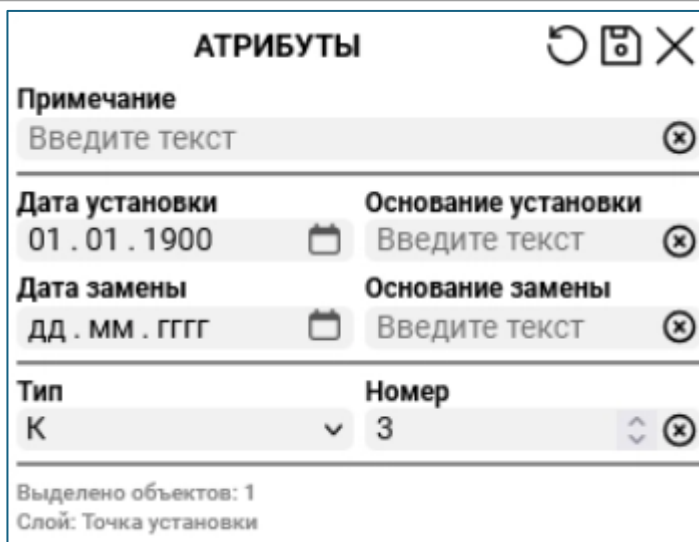 АТРИБУТЫ
Примечание
Введите текст
Дата установки Основание установки
01 . 01 . 1900 Введите текст
Дата замены Основание замены
дд . мм . гггг Введите текст
Тип Номер
К 3
Выделено объектов: 1
Слой: Точка установки